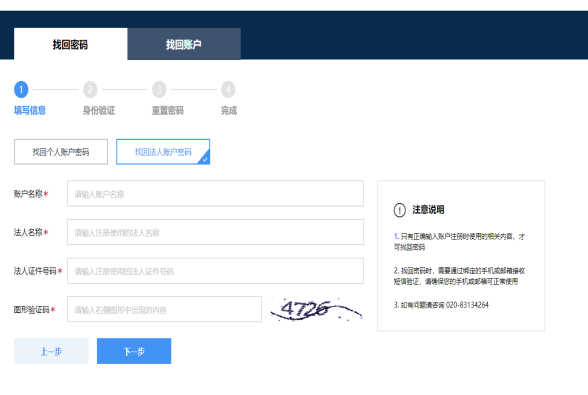 找回密码
找回账户
1
2
3
4
填写信息
身份验证
重置密码
完成
找回个人账户密码
找回法人账户密码
账户名称*
请输入账户名称
法人名称*
请输入注册使用的法人名称
法人证件号码*
请输入注册使用的法人证件号码
图形验证码*
请输入右侧图形中出现的内容
4726
上一步
下一步
注意说明
1. 只有正确输入账户注册时使用的相关内容，才
可找回密码
2. 找回密码时，需要通过绑定的手机或邮箱接收
短信验证，请确保您的手机或邮箱可正常使用
3. 如有问题请咨询 020-83134264